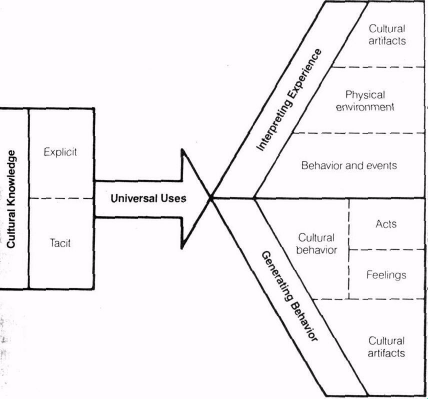 Cultural Knowledge
Explicit
Tacit
Universal Uses
Interpreting Experience
Cultural
artifacts
Physical
environment
Behavior and events
Generating Behavior
Cultural
behavior
Acts
Feelings
Cultural
artifacts